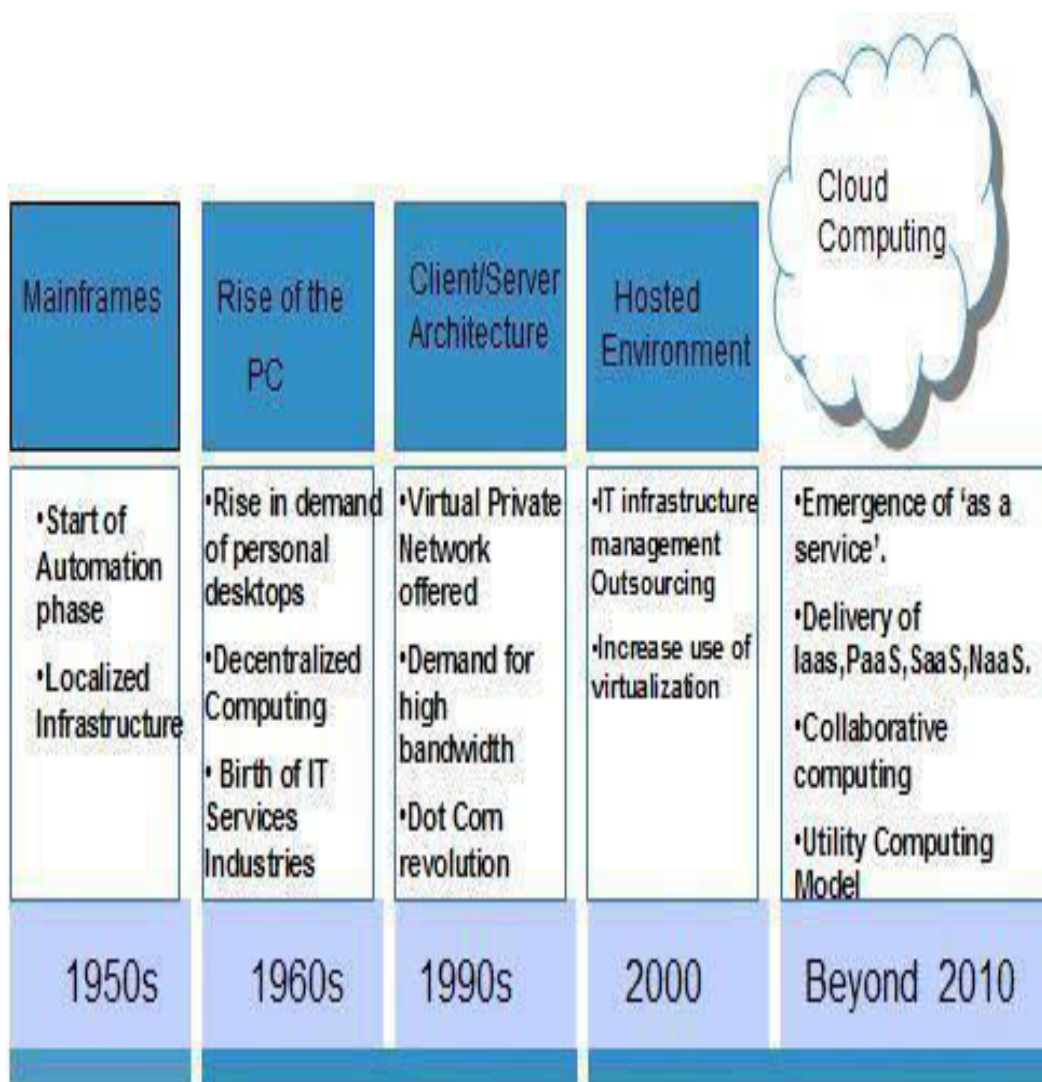 Mainframes
•Start of
Automation
phase
•Localized
Infrastructure
1950s
Rise of the
PC
•Rise in demand
of personal
desktops
•Decentralized
Computing
• Birth of IT
Services
Industries
1960s
Client/Server
Architecture
•Virtual Private
Network
offered
•Demand for
high
bandwidth
•Dot Com
revolution
1990s
Hosted
Environment
•IT infrastructure
management
Outsourcing
•Increase use of
virtualization
2000
Cloud
Computing
•Emergence of ‘as a
service’.
•Delivery of
Iaas,PaaS,SaaS,NaaS.
•Collaborative
computing
•Utility Computing
Model
Beyond 2010